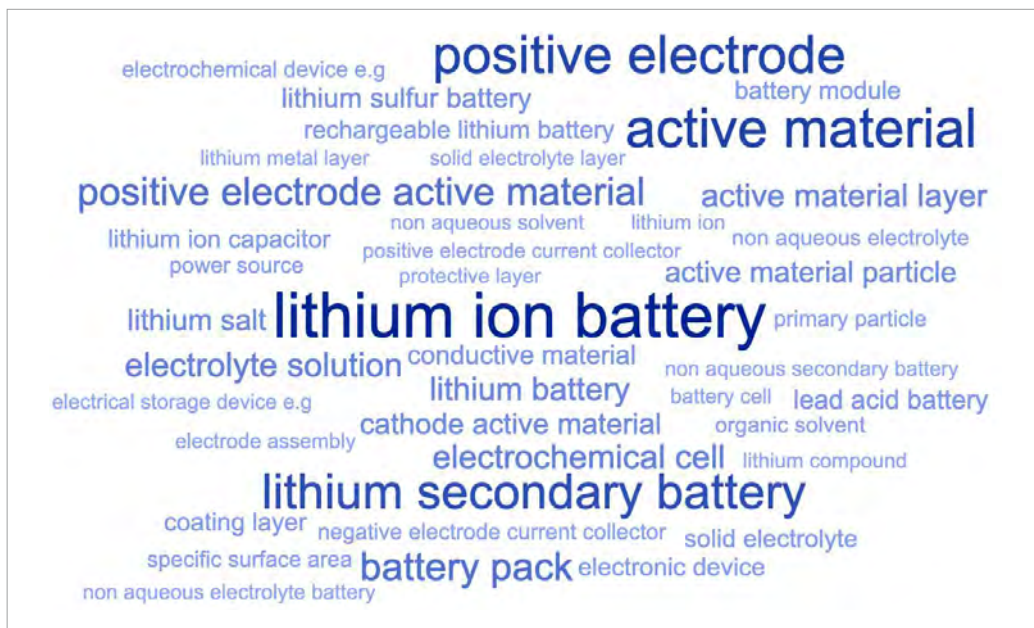 positive electrode
electrochemical device e.g
lithium sulfur battery
battery module
rechargeable lithium battery
active material
lithium metal layer
solid electrolyte layer
positive electrode active material
active material layer
non aqueous solvent
lithium ion
lithium ion capacitor
non aqueous electrolyte
positive electrode current collector
power source
protective layer
active material particle
lithium salt
lithium ion battery
primary particle
electrolyte solution
conductive material
non aqueous secondary battery
lithium battery
battery cell
lead acid battery
electrical storage device e.g
cathode active material
organic solvent
electrode assembly
electrochemical cell
lithium compound
lithium secondary battery
coating layer
negative electrode current collector
solid electrolyte
specific surface area
battery pack
electronic device
non aqueous electrolyte battery